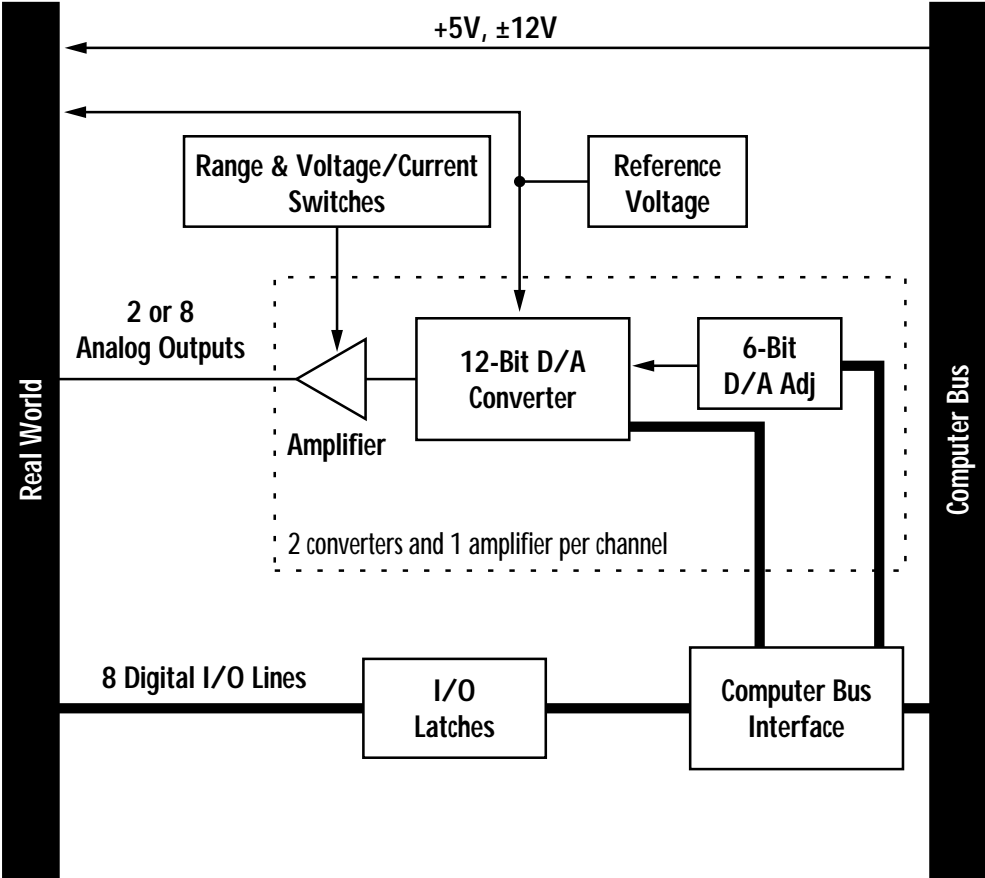 +5V, ±12V
Range & Voltage/Current
Switches
Reference
Voltage
2 or 8
Analog Outputs
12-Bit D/A
Converter
6-Bit
D/A Adj
Amplifier
Real World
Computer Bus
2 converters and 1 amplifier per channel
8 Digital I/O Lines
I/O
Latches
Computer Bus
Interface